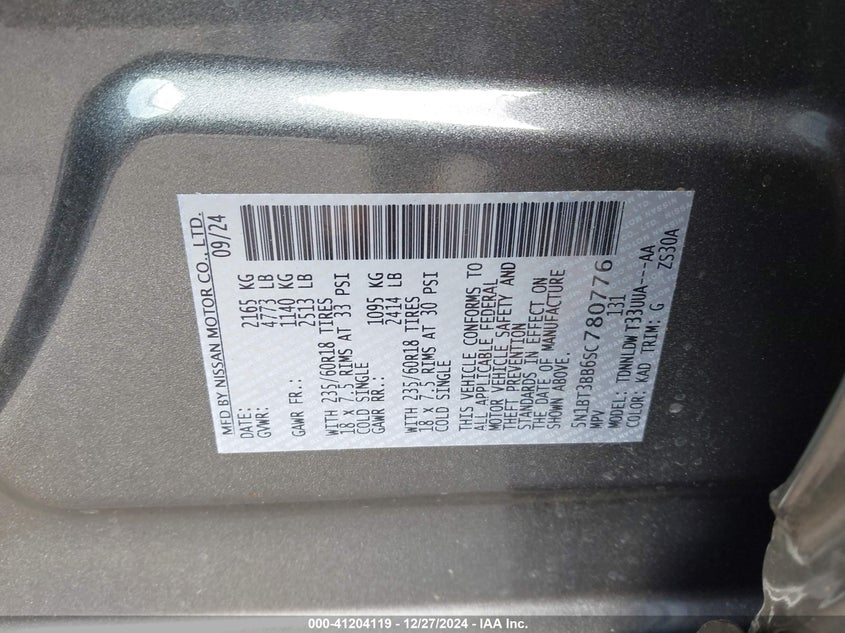 MFD BY NISSAN MOTOR CO., LTD.
DATE: 09/24
GVWR: 2165 KG
4773 LB
GAWR FR.: 1140 KG
2513 LB
WITH 235/60R18 TIRES
18 x 7.5 RIMS AT 33 PSI
COLD SINGLE
GAWR RR.: 1095 KG
2414 LB
WITH 235/60R18 TIRES
18 x 7.5 RIMS AT 30 PSI
COLD SINGLE
THIS VEHICLE CONFORMS TO
ALL APPLICABLE FEDERAL
MOTOR VEHICLE SAFETY AND
THEFT PREVENTION
STANDARDS IN EFFECT ON
THE DATE OF MANUFACTURE
SHOWN ABOVE.
5N1BT3BB6SC780776
MPV 131
MODEL: TDNNLDW T33UUA---AA
COLOR: KAD TRIM: G ZS30A
000-41204119 – 12/27/2024 – IAA Inc.